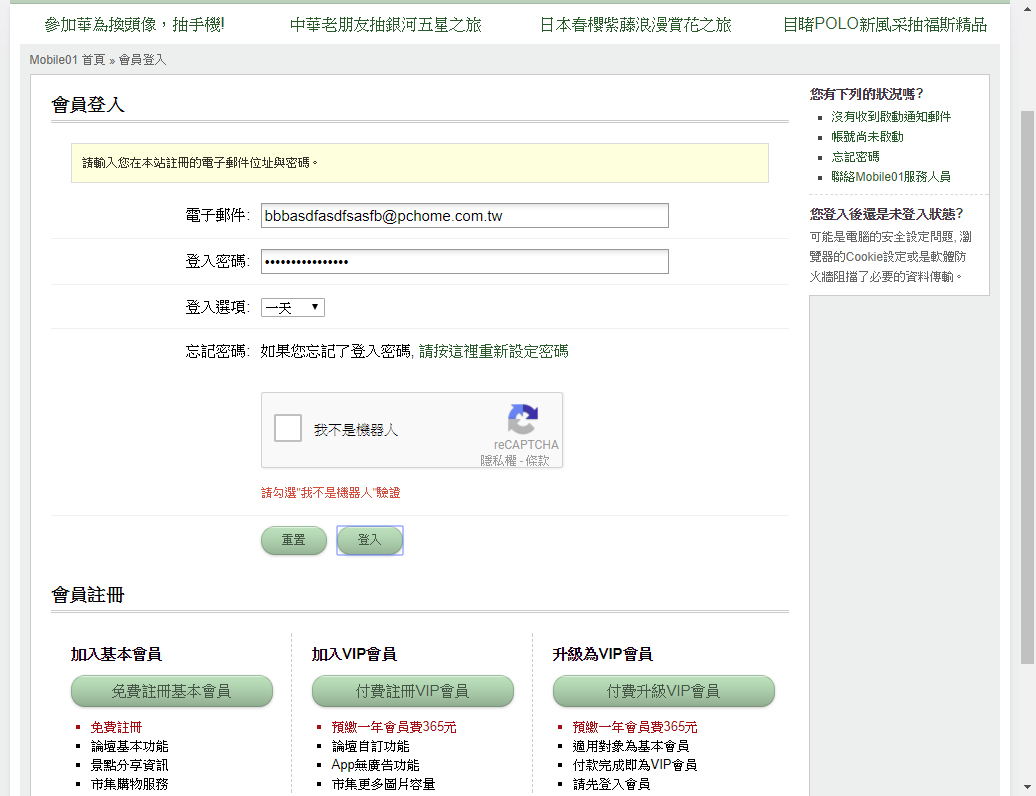 參加華為換頭像，抽手機! 中華老朋友抽銀河五星之旅 日本春櫻紫藤浪漫賞花之旅 目睹POLO新風采抽福斯精品
Mobile01 首頁 » 會員登入
會員登入
請輸入您在本站註冊的電子郵件位址與密碼。
電子郵件: bbbasdfasdfsasfb@pchome.com.tw
登入密碼: ••••••••••••••••
登入選項: 一天
忘記密碼: 如果您忘記了登入密碼, 請按這裡重新設定密碼
我不是機器人
reCAPTCHA
隱私權 - 條款
請勾選"我不是機器人"驗證
重置 登入
您有下列的狀況嗎?
沒有收到啟動通知郵件
帳號尚未啟動
忘記密碼
聯絡Mobile01服務人員
您登入後還是未登入狀態?
可能是電腦的安全設定問題, 瀏
覽器的Cookie設定或是軟體防
火牆阻擋了必要的資料傳輸。
會員註冊
加入基本會員
免費註冊基本會員
免費註冊
論壇基本功能
景點分享資訊
市集購物服務
加入VIP會員
付費註冊VIP會員
預繳一年會員費365元
論壇自訂功能
App無廣告功能
市集更多圖片容量
升級為VIP會員
付費升級VIP會員
預繳一年會員費365元
適用對象為基本會員
付款完成即為VIP會員
請先登入會員